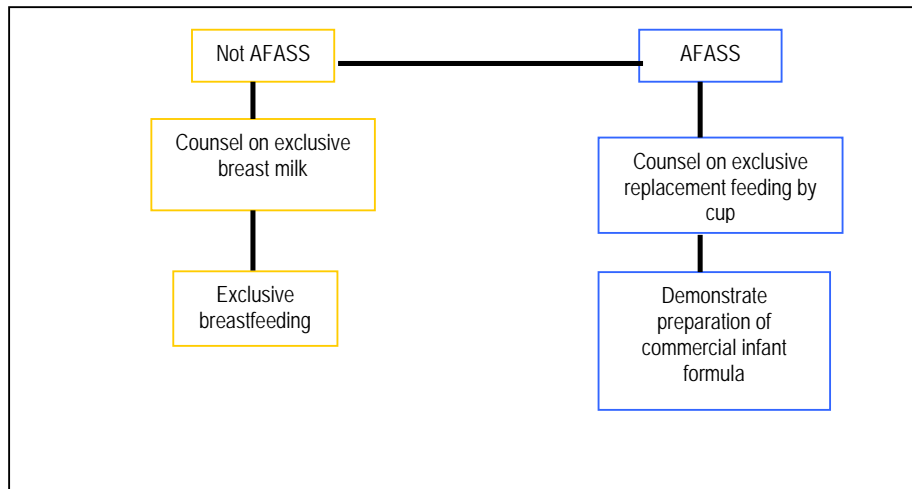 Not AFASS
AFASS
Counsel on exclusive
breast milk
Counsel on exclusive
replacement feeding by
cup
Exclusive
breastfeeding
Demonstrate
preparation of
commercial infant
formula